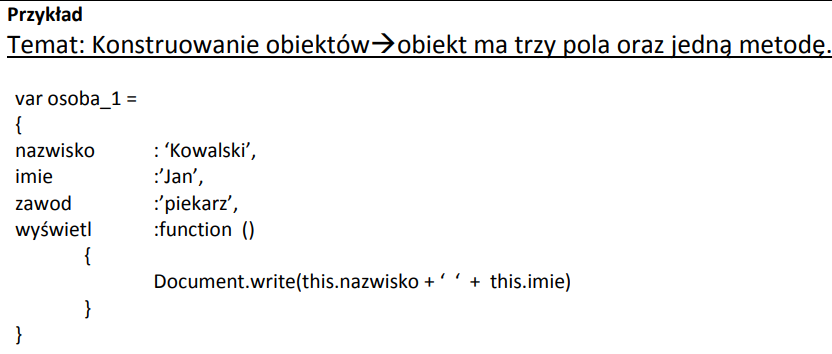 Przykład
Temat: Konstruowanie obiektów→obiekt ma trzy pola oraz jedną metodę.
var osoba_1 =
{
nazwisko : ‘Kowalski’,
imie :’Jan’,
zawod :’piekarz’,
wyświetl :function ()
{
Document.write(this.nazwisko + ‘ ‘ + this.imie)
}
}